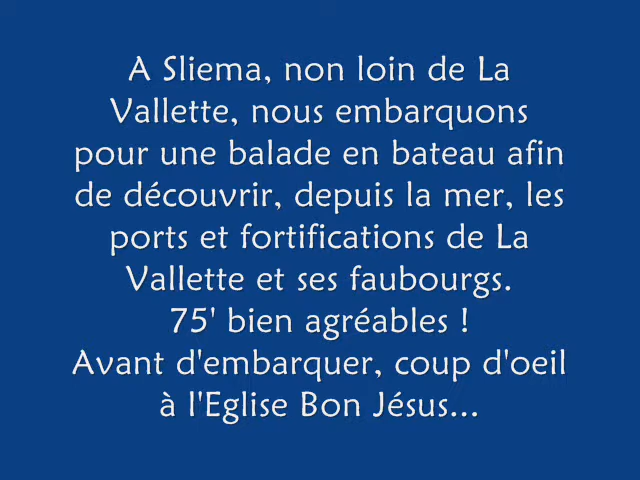 A Sliema, non loin de La
Vallette, nous embarquons
pour une balade en bateau afin
de découvrir, depuis la mer, les
ports et fortifications de La
Vallette et ses faubourgs.
75' bien agréables !
Avant d'embarquer, coup d'oeil
à l'Eglise Bon Jésus...